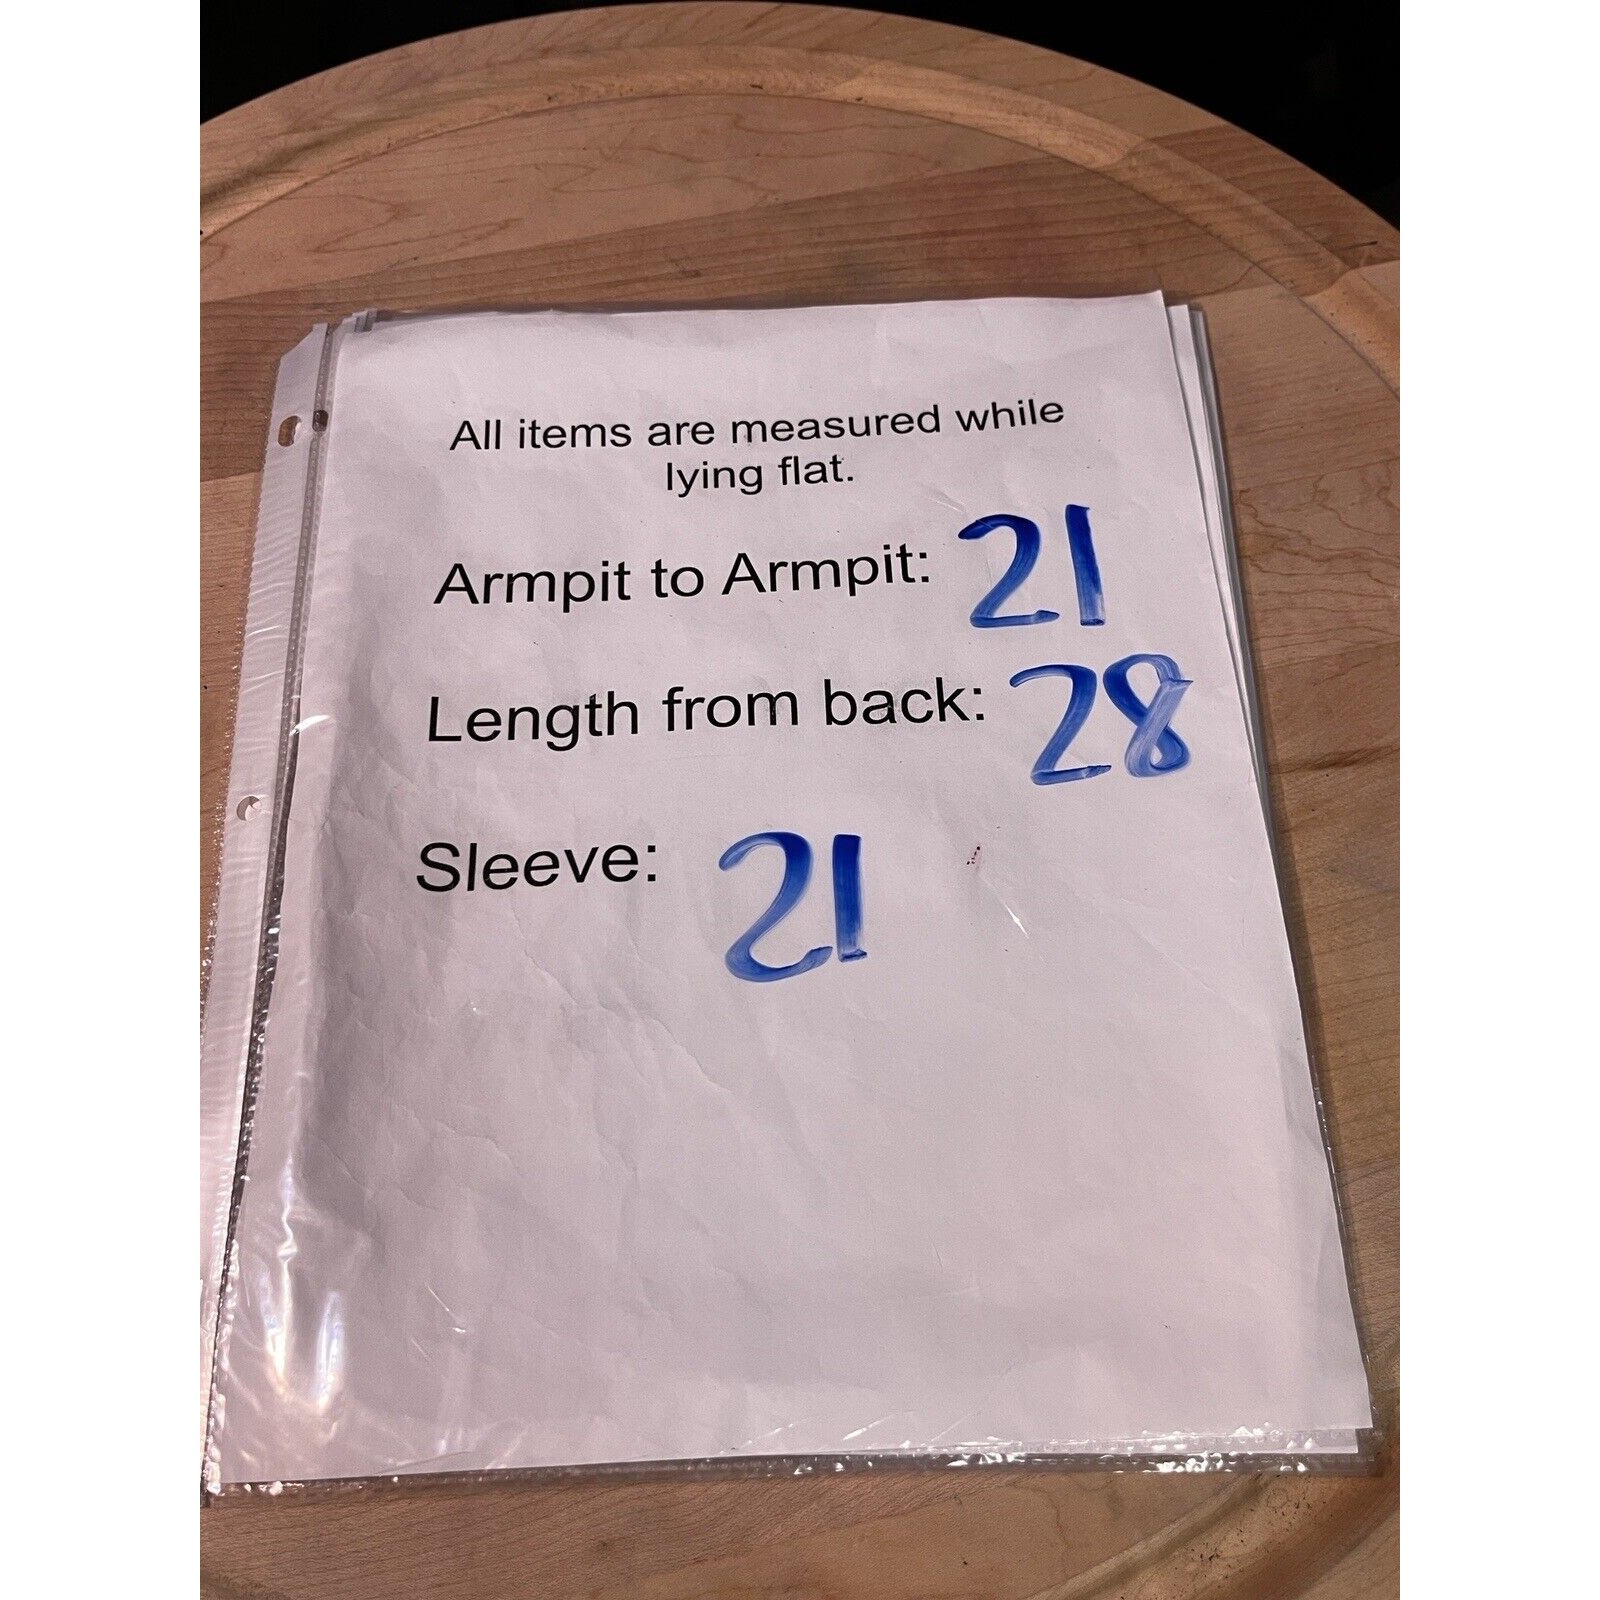 All items are measured while
lying flat.
Armpit to Armpit: 21
Length from back: 28
Sleeve: 21